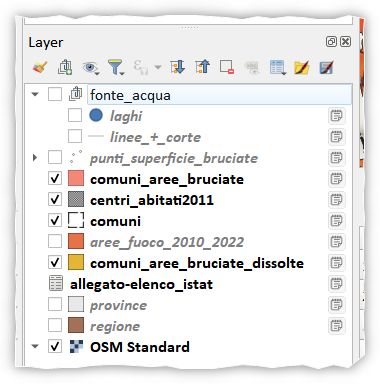 Layer
fonte_acqua
laghi
linee_+_corte
punti_superficie_bruciate
comuni_aree_bruciate
centri_abitati2011
comuni
aree_fuoco_2010_2022
comuni_aree_bruciate_dissolte
allegato-elenco_istat
province
regione
OSM Standard